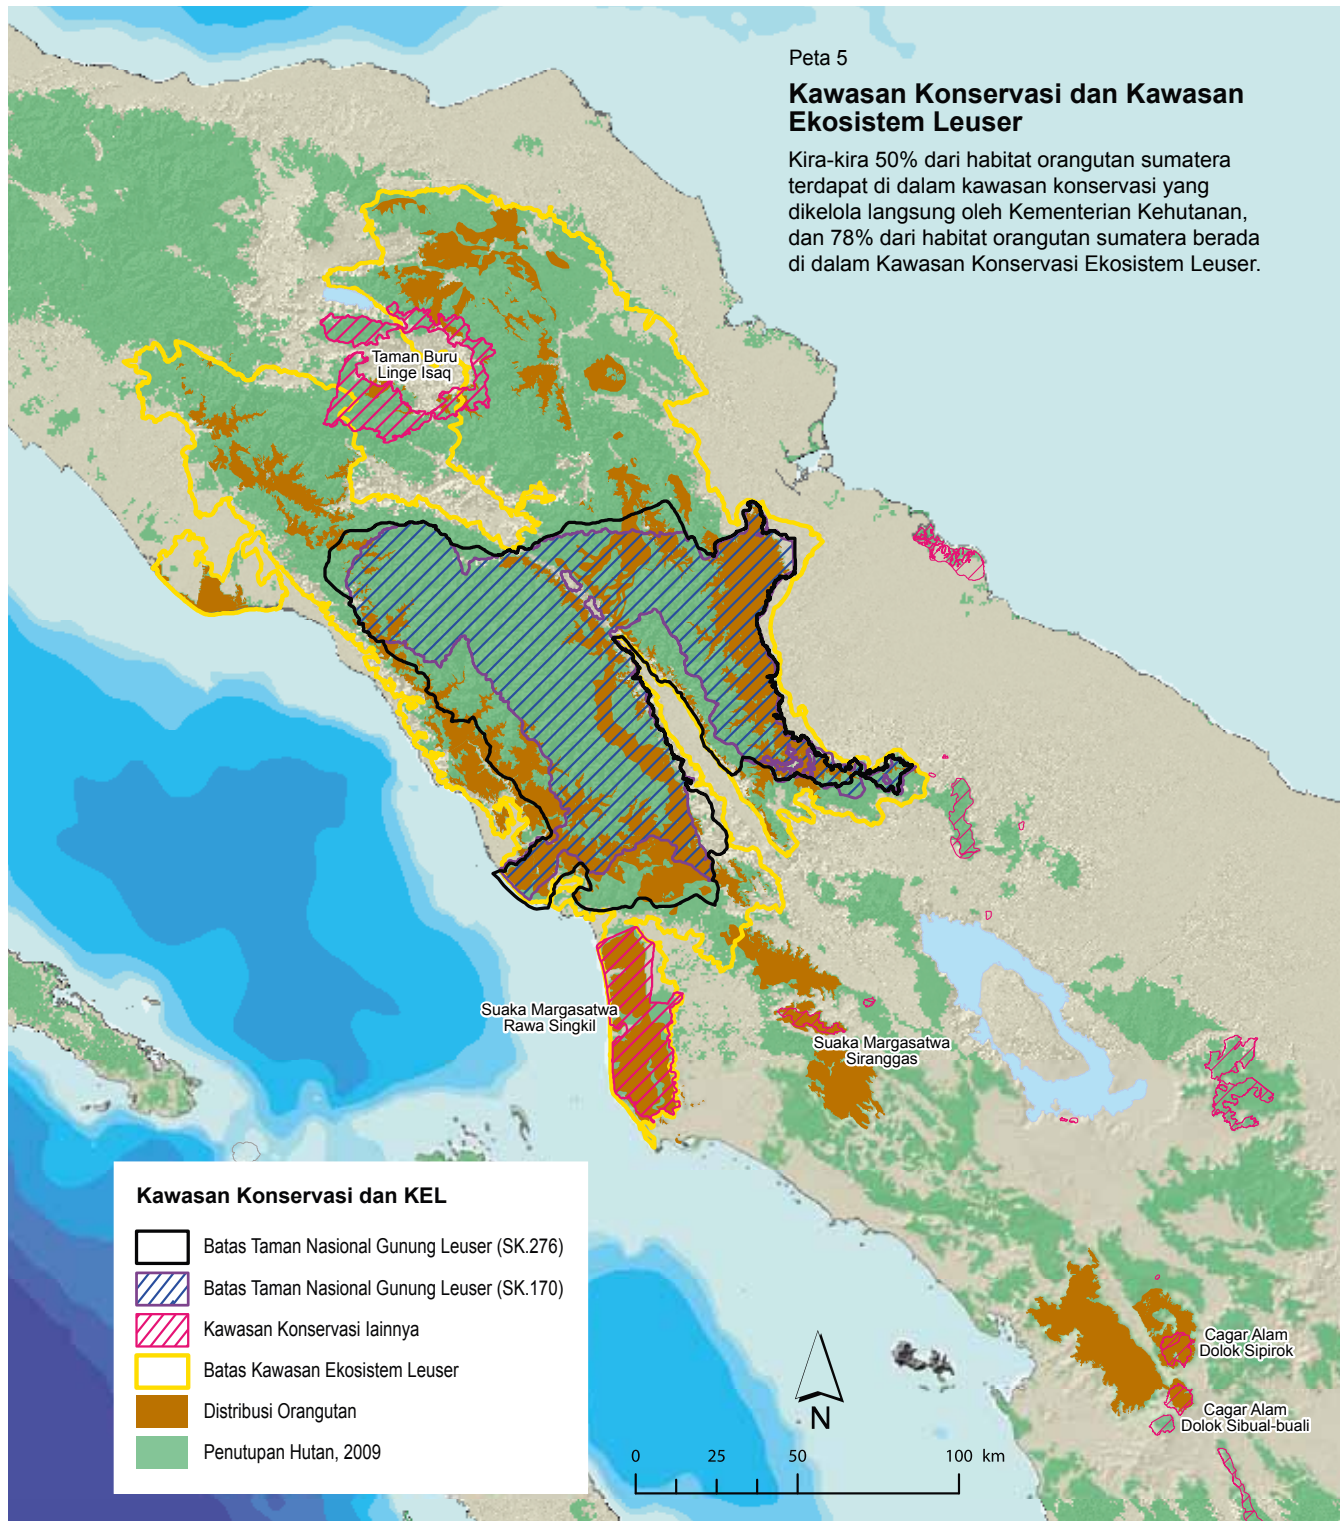 Peta 5
Kawasan Konservasi dan Kawasan
Ekosistem Leuser
Kira-kira 50% dari habitat orangutan sumatera
terdapat di dalam kawasan konservasi yang
dikelola langsung oleh Kementerian Kehutanan,
dan 78% dari habitat orangutan sumatera berada
di dalam Kawasan Konservasi Ekosistem Leuser.
Taman Buru
Linge Isaq
Suaka Margasatwa
Rawa Singkil
Suaka Margasatwa
Siranggas
Cagar Alam
Dolok Sipirok
Cagar Alam
Dolok Sibual-buali
Kawasan Konservasi dan KEL
Batas Taman Nasional Gunung Leuser (SK.276)
Batas Taman Nasional Gunung Leuser (SK.170)
Kawasan Konservasi lainnya
Batas Kawasan Ekosistem Leuser
Distribusi Orangutan
Penutupan Hutan, 2009
N
0 25 50 100 km